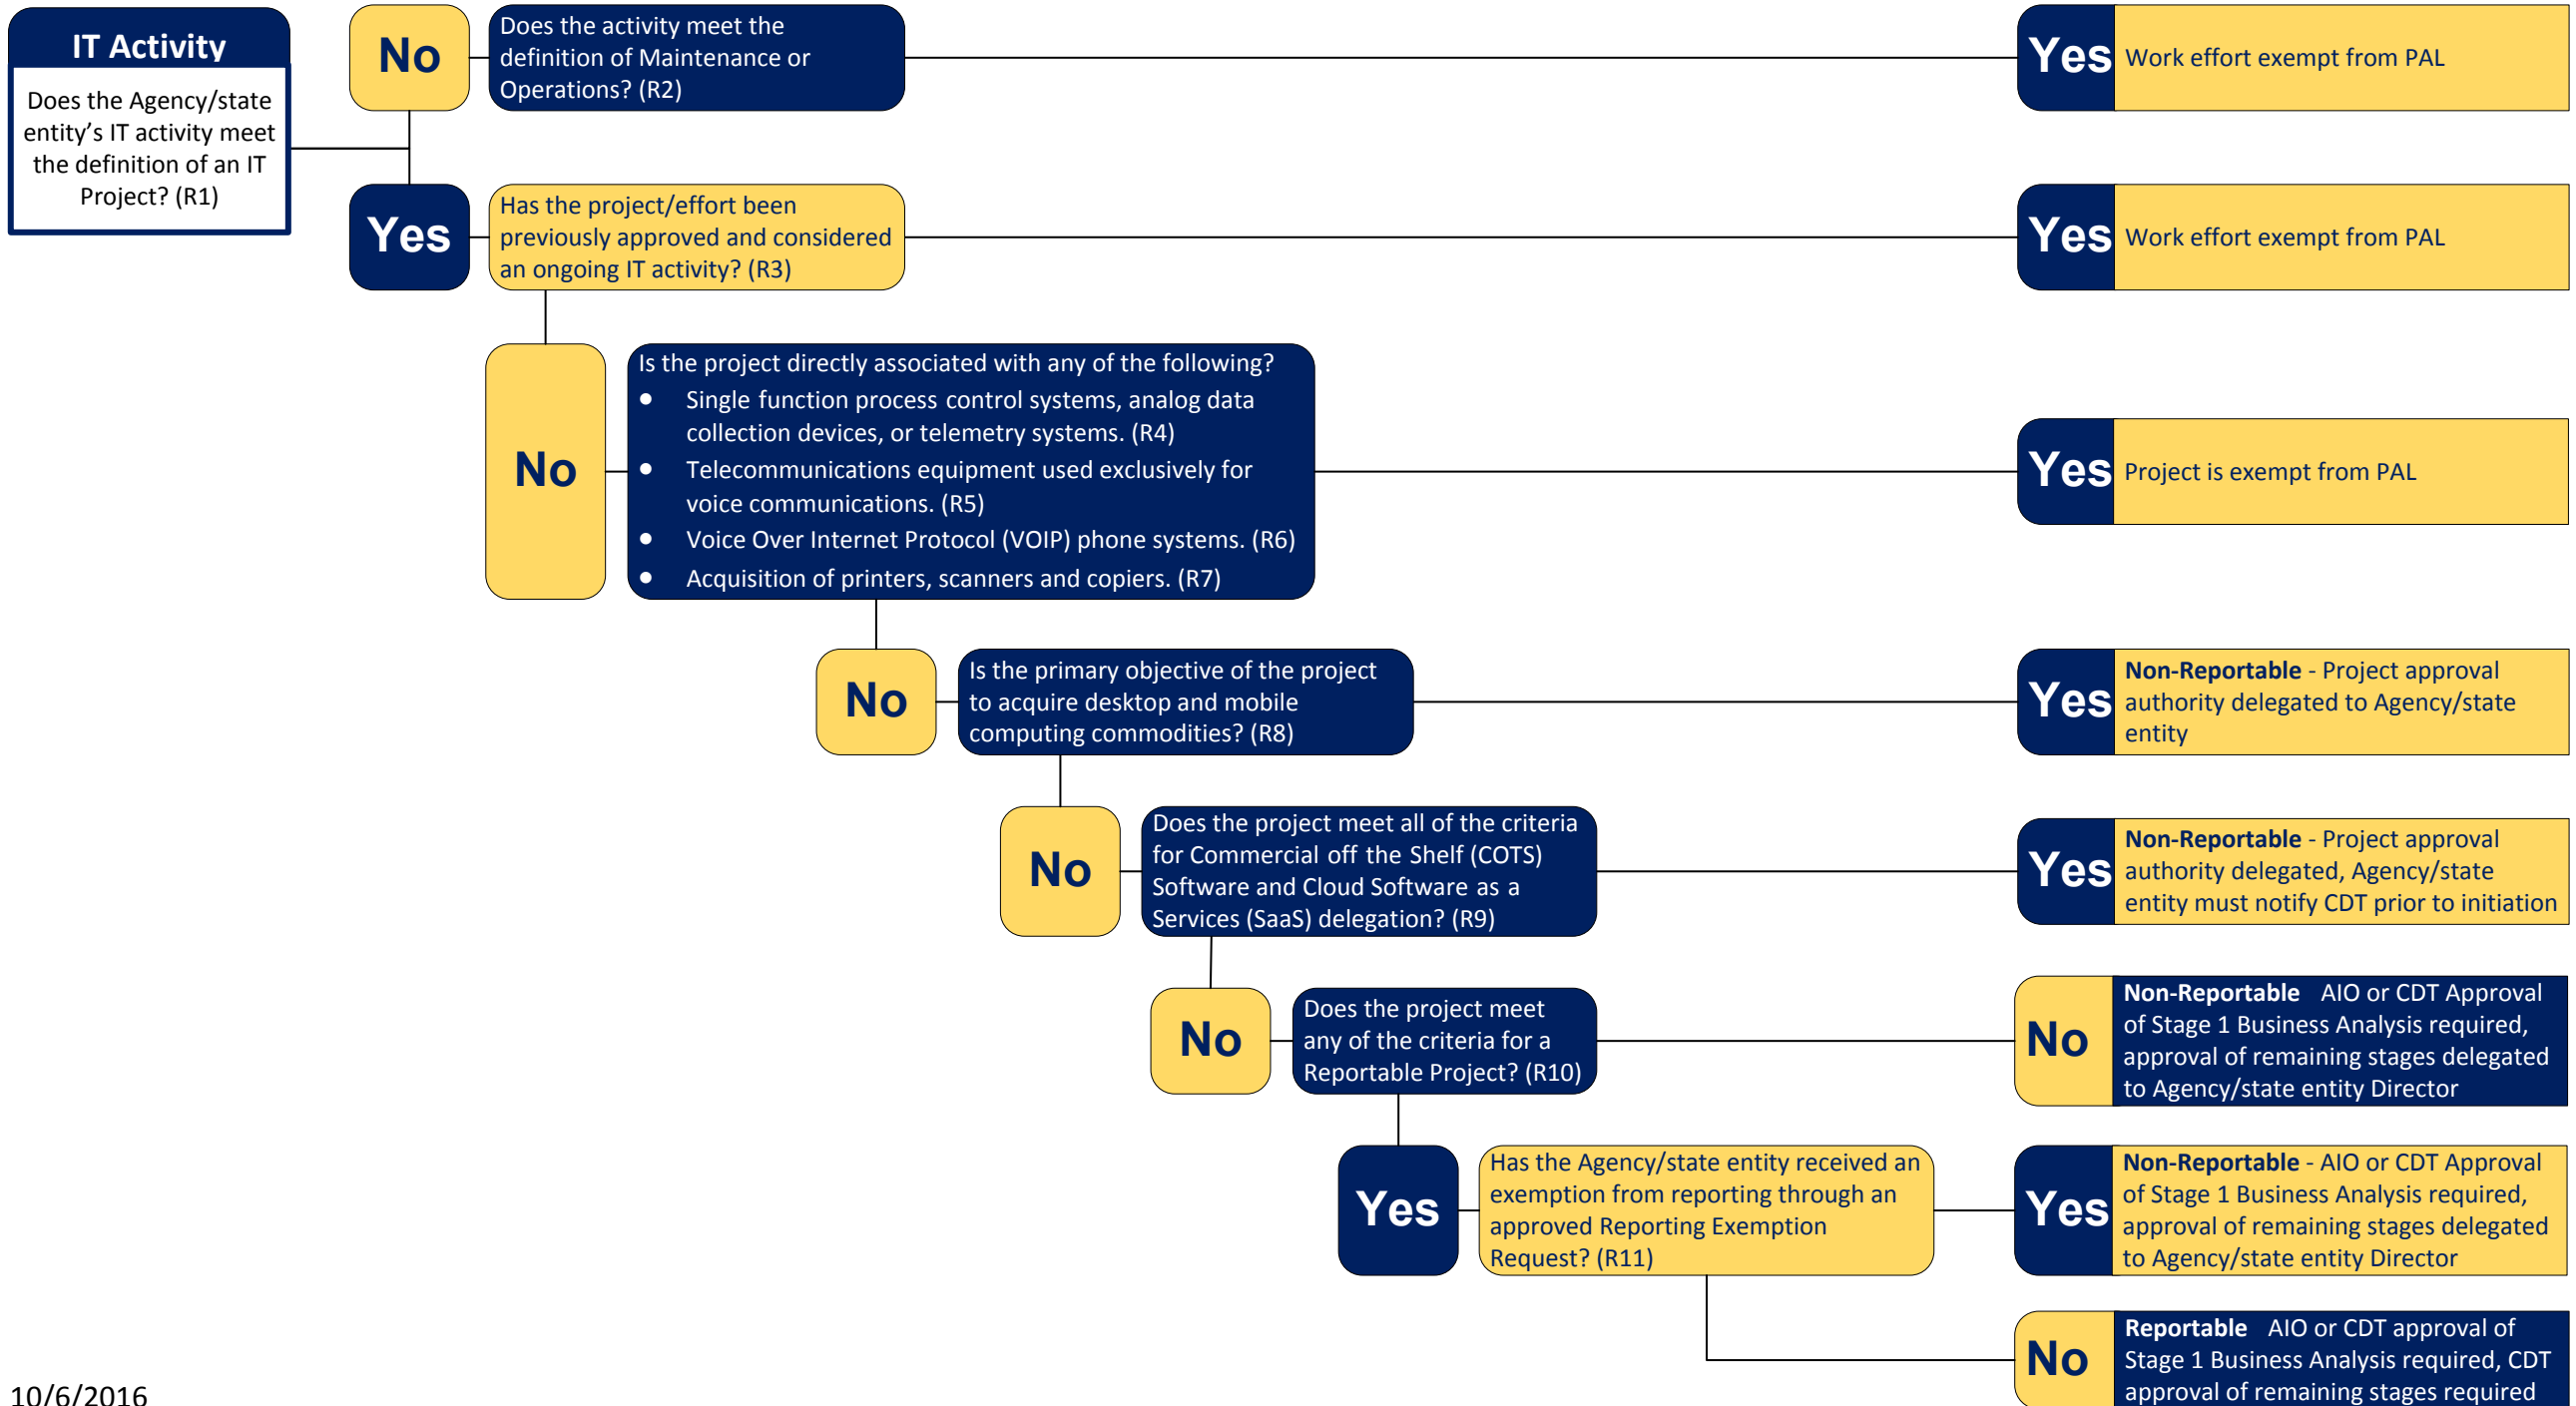 IT Activity
Does the Agency/state
entity’s IT activity meet
the definition of an IT
Project? (R1)
No
Does the activity meet the
definition of Maintenance or
Operations? (R2)
Yes
Work effort exempt from PAL
Yes
Has the project/effort been
previously approved and considered
an ongoing IT activity? (R3)
Yes
Work effort exempt from PAL
No
Is the project directly associated with any of the following?
● Single function process control systems, analog data
collection devices, or telemetry systems. (R4)
● Telecommunications equipment used exclusively for
voice communications. (R5)
● Voice Over Internet Protocol (VOIP) phone systems. (R6)
● Acquisition of printers, scanners and copiers. (R7)
Yes
Project is exempt from PAL
No
Is the primary objective of the project
to acquire desktop and mobile
computing commodities? (R8)
Yes
Non-Reportable - Project approval
authority delegated to Agency/state
entity
No
Does the project meet all of the criteria
for Commercial off the Shelf (COTS)
Software and Cloud Software as a
Services (SaaS) delegation? (R9)
Yes
Non-Reportable - Project approval
authority delegated, Agency/state
entity must notify CDT prior to initiation
No
Does the project meet
any of the criteria for a
Reportable Project? (R10)
No
Non-Reportable AIO or CDT Approval
of Stage 1 Business Analysis required,
approval of remaining stages delegated
to Agency/state entity Director
Yes
Has the Agency/state entity received an
exemption from reporting through an
approved Reporting Exemption
Request? (R11)
Yes
Non-Reportable - AIO or CDT Approval
of Stage 1 Business Analysis required,
approval of remaining stages delegated
to Agency/state entity Director
No
Reportable AIO or CDT approval of
Stage 1 Business Analysis required, CDT
approval of remaining stages required
10/6/2016